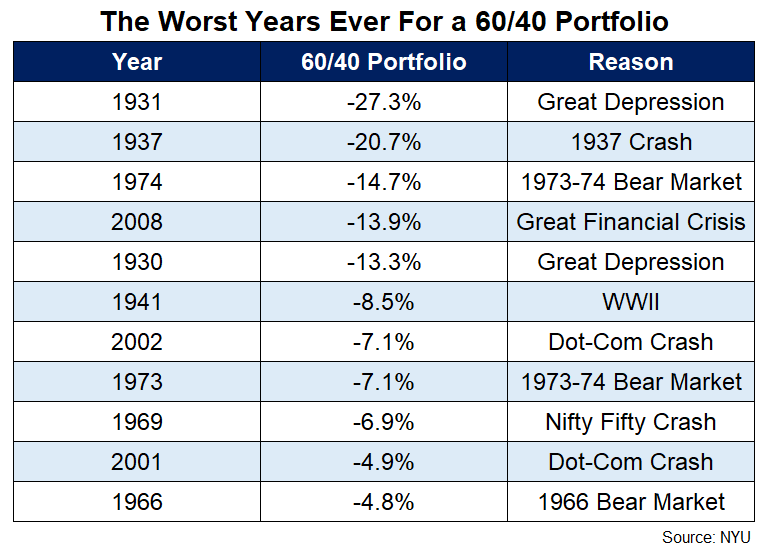 The Worst Years Ever For a 60/40 Portfolio
Year 60/40 Portfolio Reason
1931 -27.3% Great Depression
1937 -20.7% 1937 Crash
1974 -14.7% 1973-74 Bear Market
2008 -13.9% Great Financial Crisis
1930 -13.3% Great Depression
1941 -8.5% WWII
2002 -7.1% Dot-Com Crash
1973 -7.1% 1973-74 Bear Market
1969 -6.9% Nifty Fifty Crash
2001 -4.9% Dot-Com Crash
1966 -4.8% 1966 Bear Market
Source: NYU